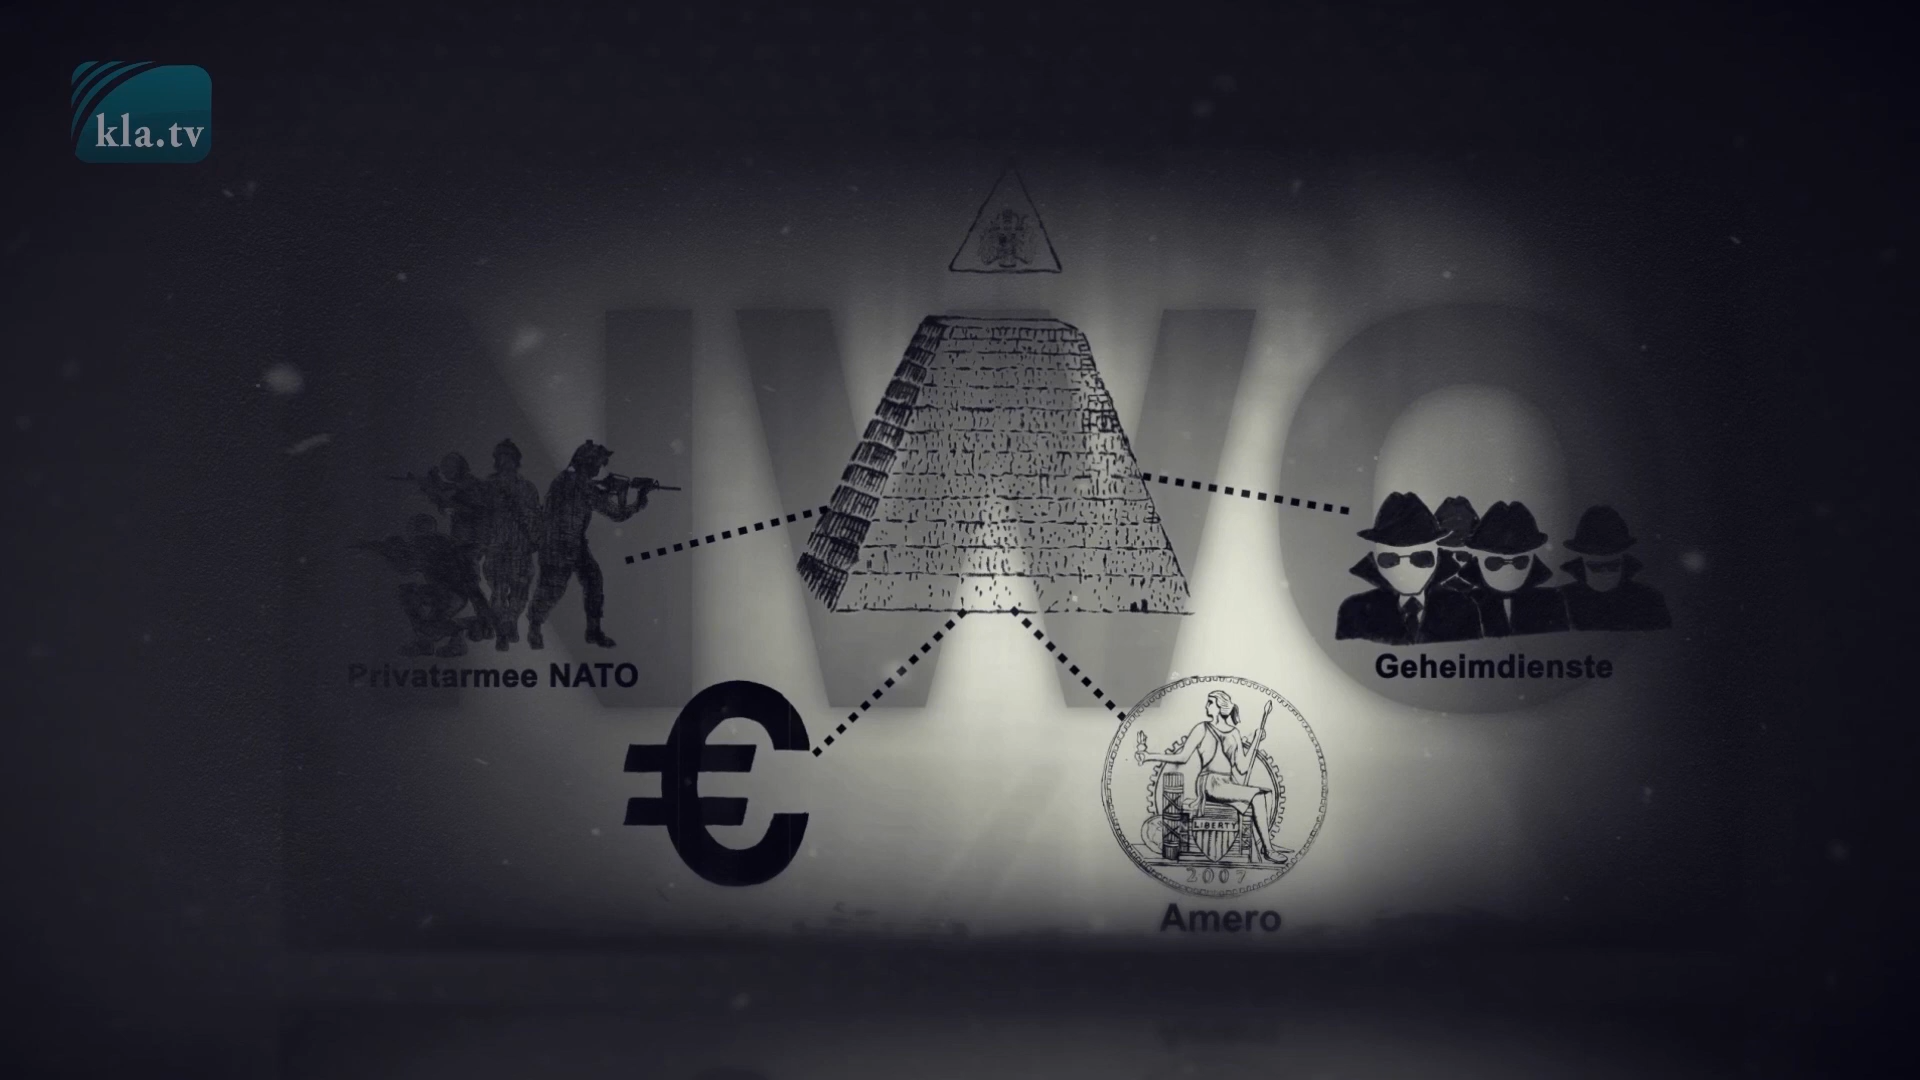 kla.tv
NWO
Privatarmee NATO
Geheimdienste
€
LIBERTY
2007
Amero